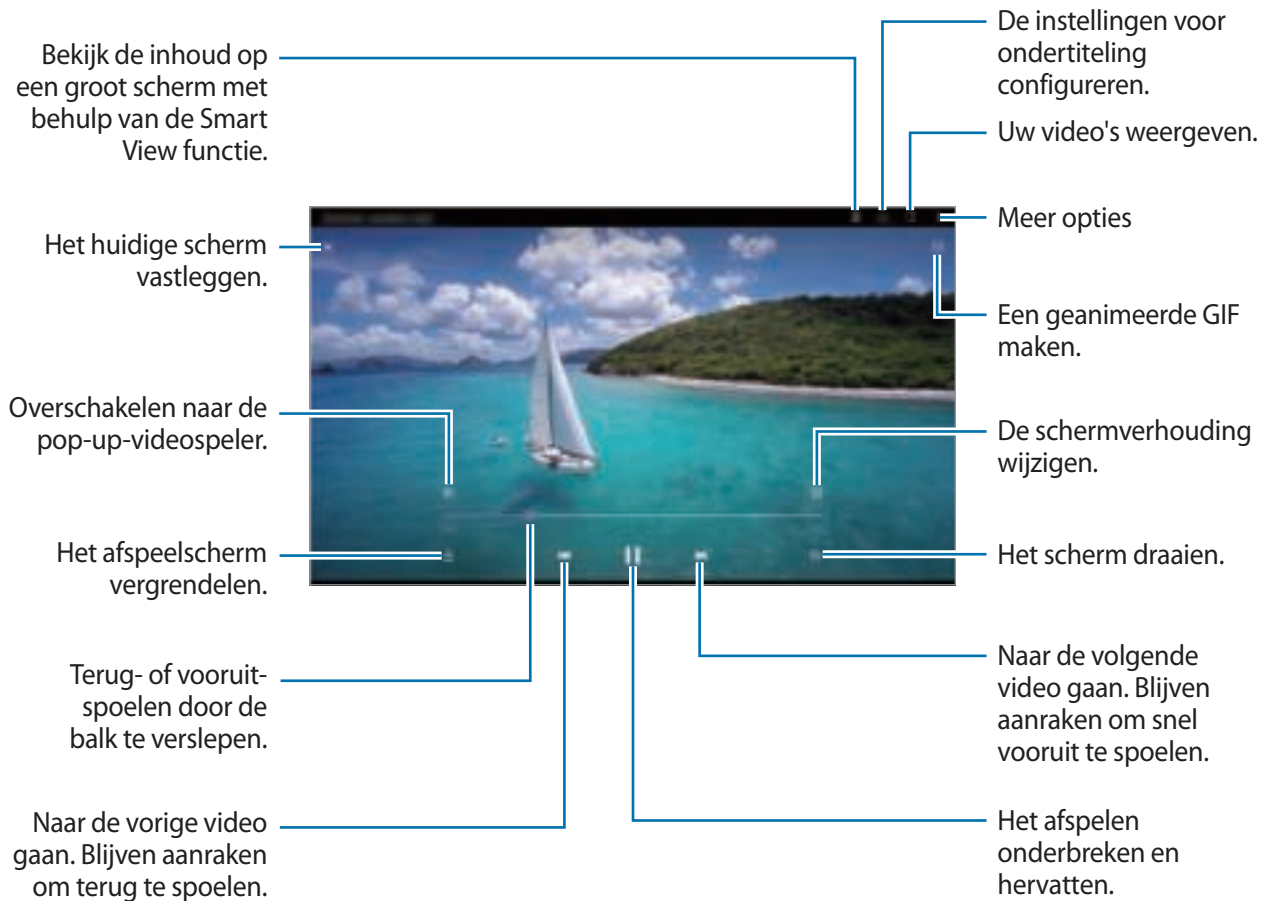 Bekijk de inhoud op
een groot scherm met
behulp van de Smart
View functie.
Het huidige scherm
vastleggen.
Overschakelen naar de
pop-up-videospeler.
Het afspeelscherm
vergrendelen.
Terug- of vooruit-
spoelen door de
balk te verslepen.
Naar de vorige video
gaan. Blijven aanraken
om terug te spoelen.
De instellingen voor
ondertiteling
configureren.
Uw video's weergeven.
Meer opties
Een geanimeerde GIF
maken.
De schermverhouding
wijzigen.
Het scherm draaien.
Naar de volgende
video gaan. Blijven
aanraken om snel
vooruit te spoelen.
Het afspelen
onderbreken en
hervatten.